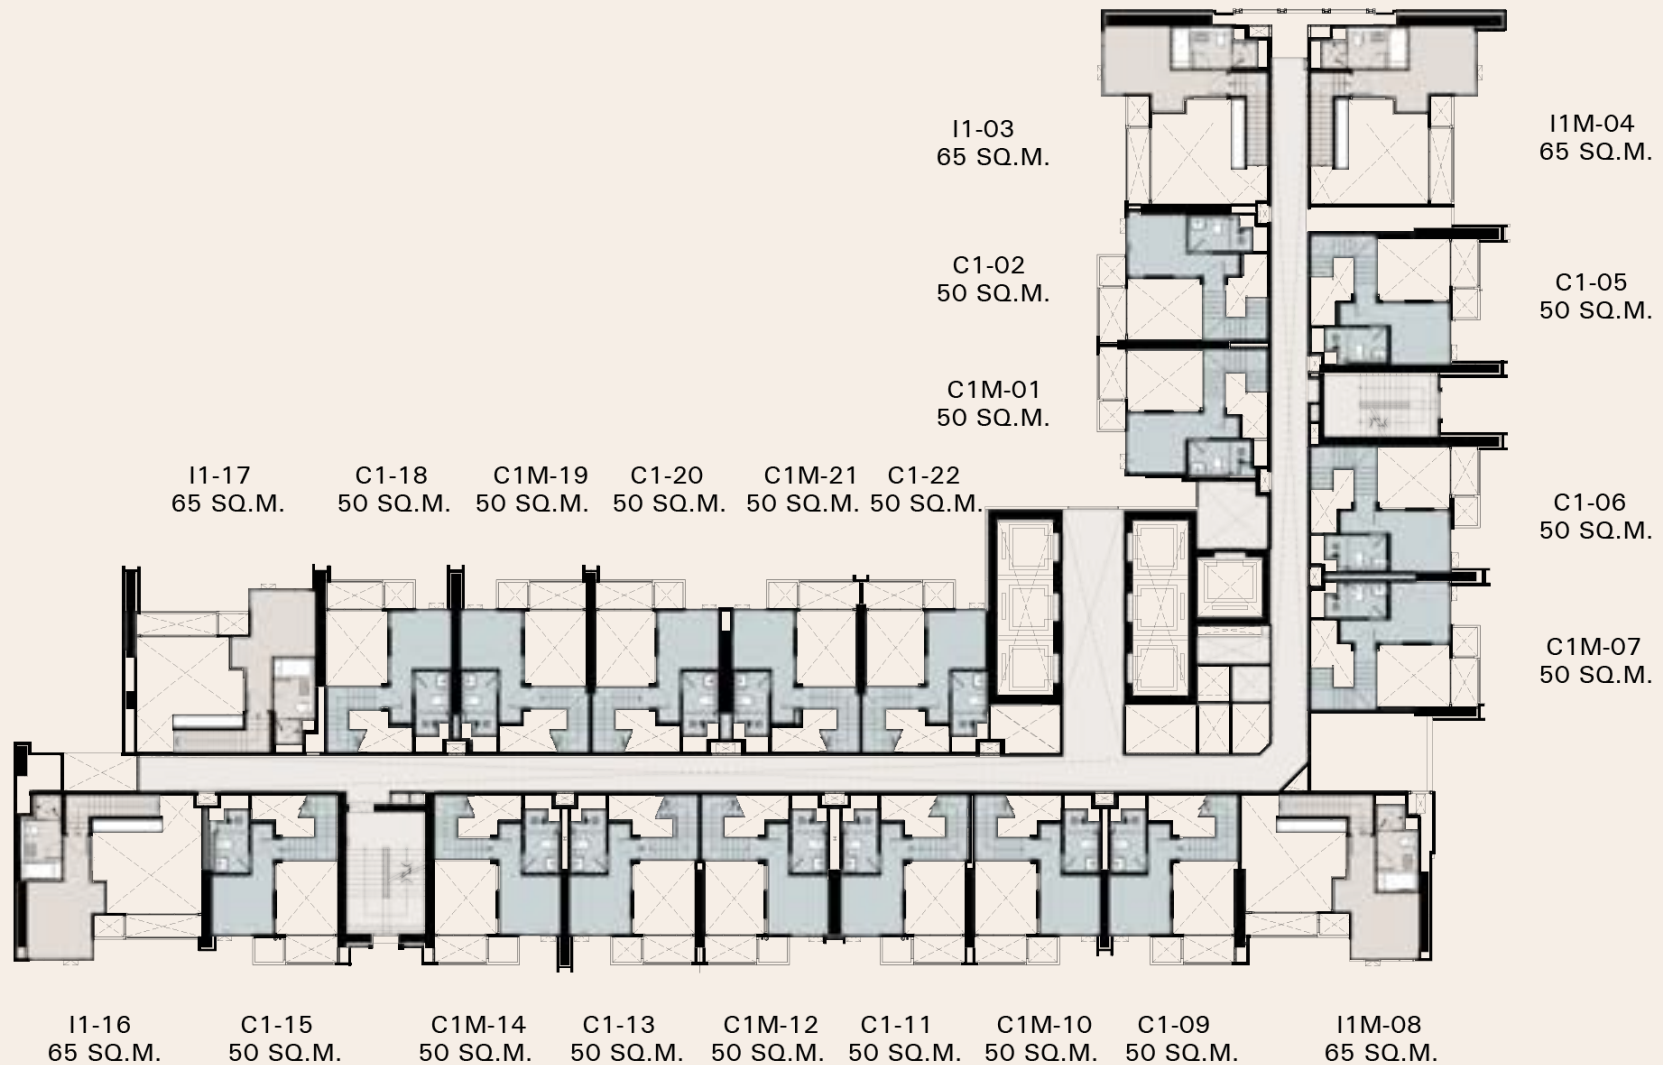 I1-03
65 SQ.M.
I1M-04
65 SQ.M.
C1-02
50 SQ.M.
C1-05
50 SQ.M.
C1M-01
50 SQ.M.
I1-17
65 SQ.M.
C1-18
50 SQ.M.
C1M-19
50 SQ.M.
C1-20
50 SQ.M.
C1M-21
50 SQ.M.
C1-22
50 SQ.M.
C1-06
50 SQ.M.
C1M-07
50 SQ.M.
I1-16
65 SQ.M.
C1-15
50 SQ.M.
C1M-14
50 SQ.M.
C1-13
50 SQ.M.
C1M-12
50 SQ.M.
C1-11
50 SQ.M.
C1M-10
50 SQ.M.
C1-09
50 SQ.M.
I1M-08
65 SQ.M.